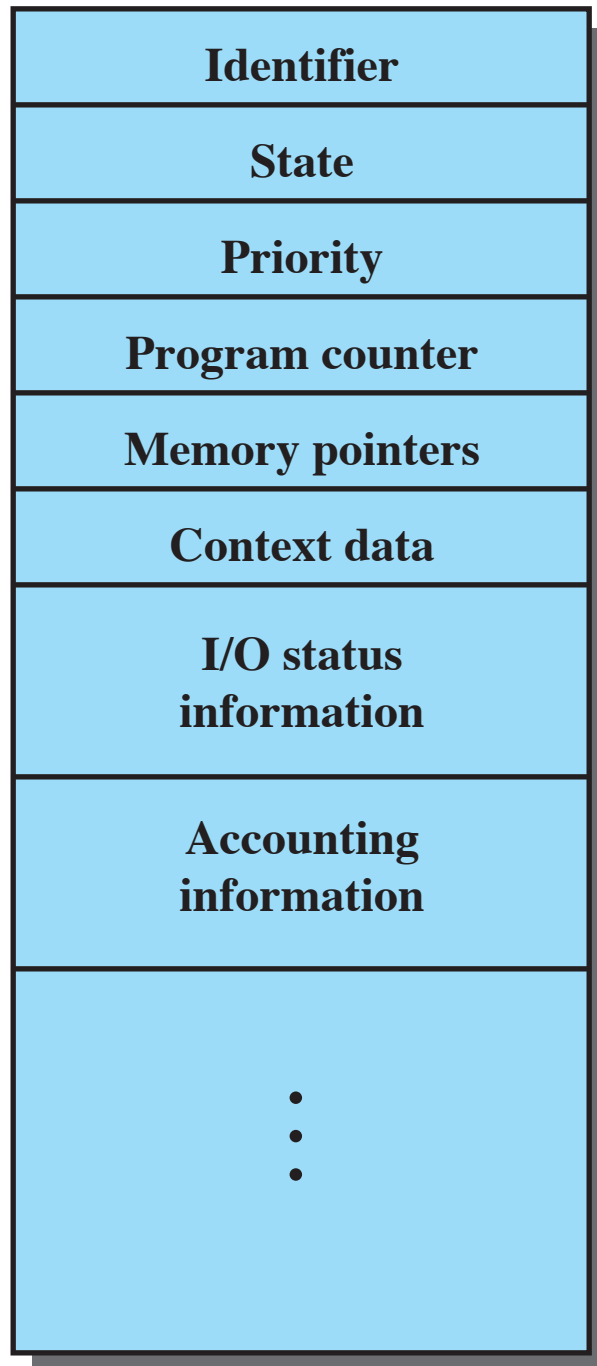 Identifier
State
Priority
Program counter
Memory pointers
Context data
I/O status
information
Accounting
information